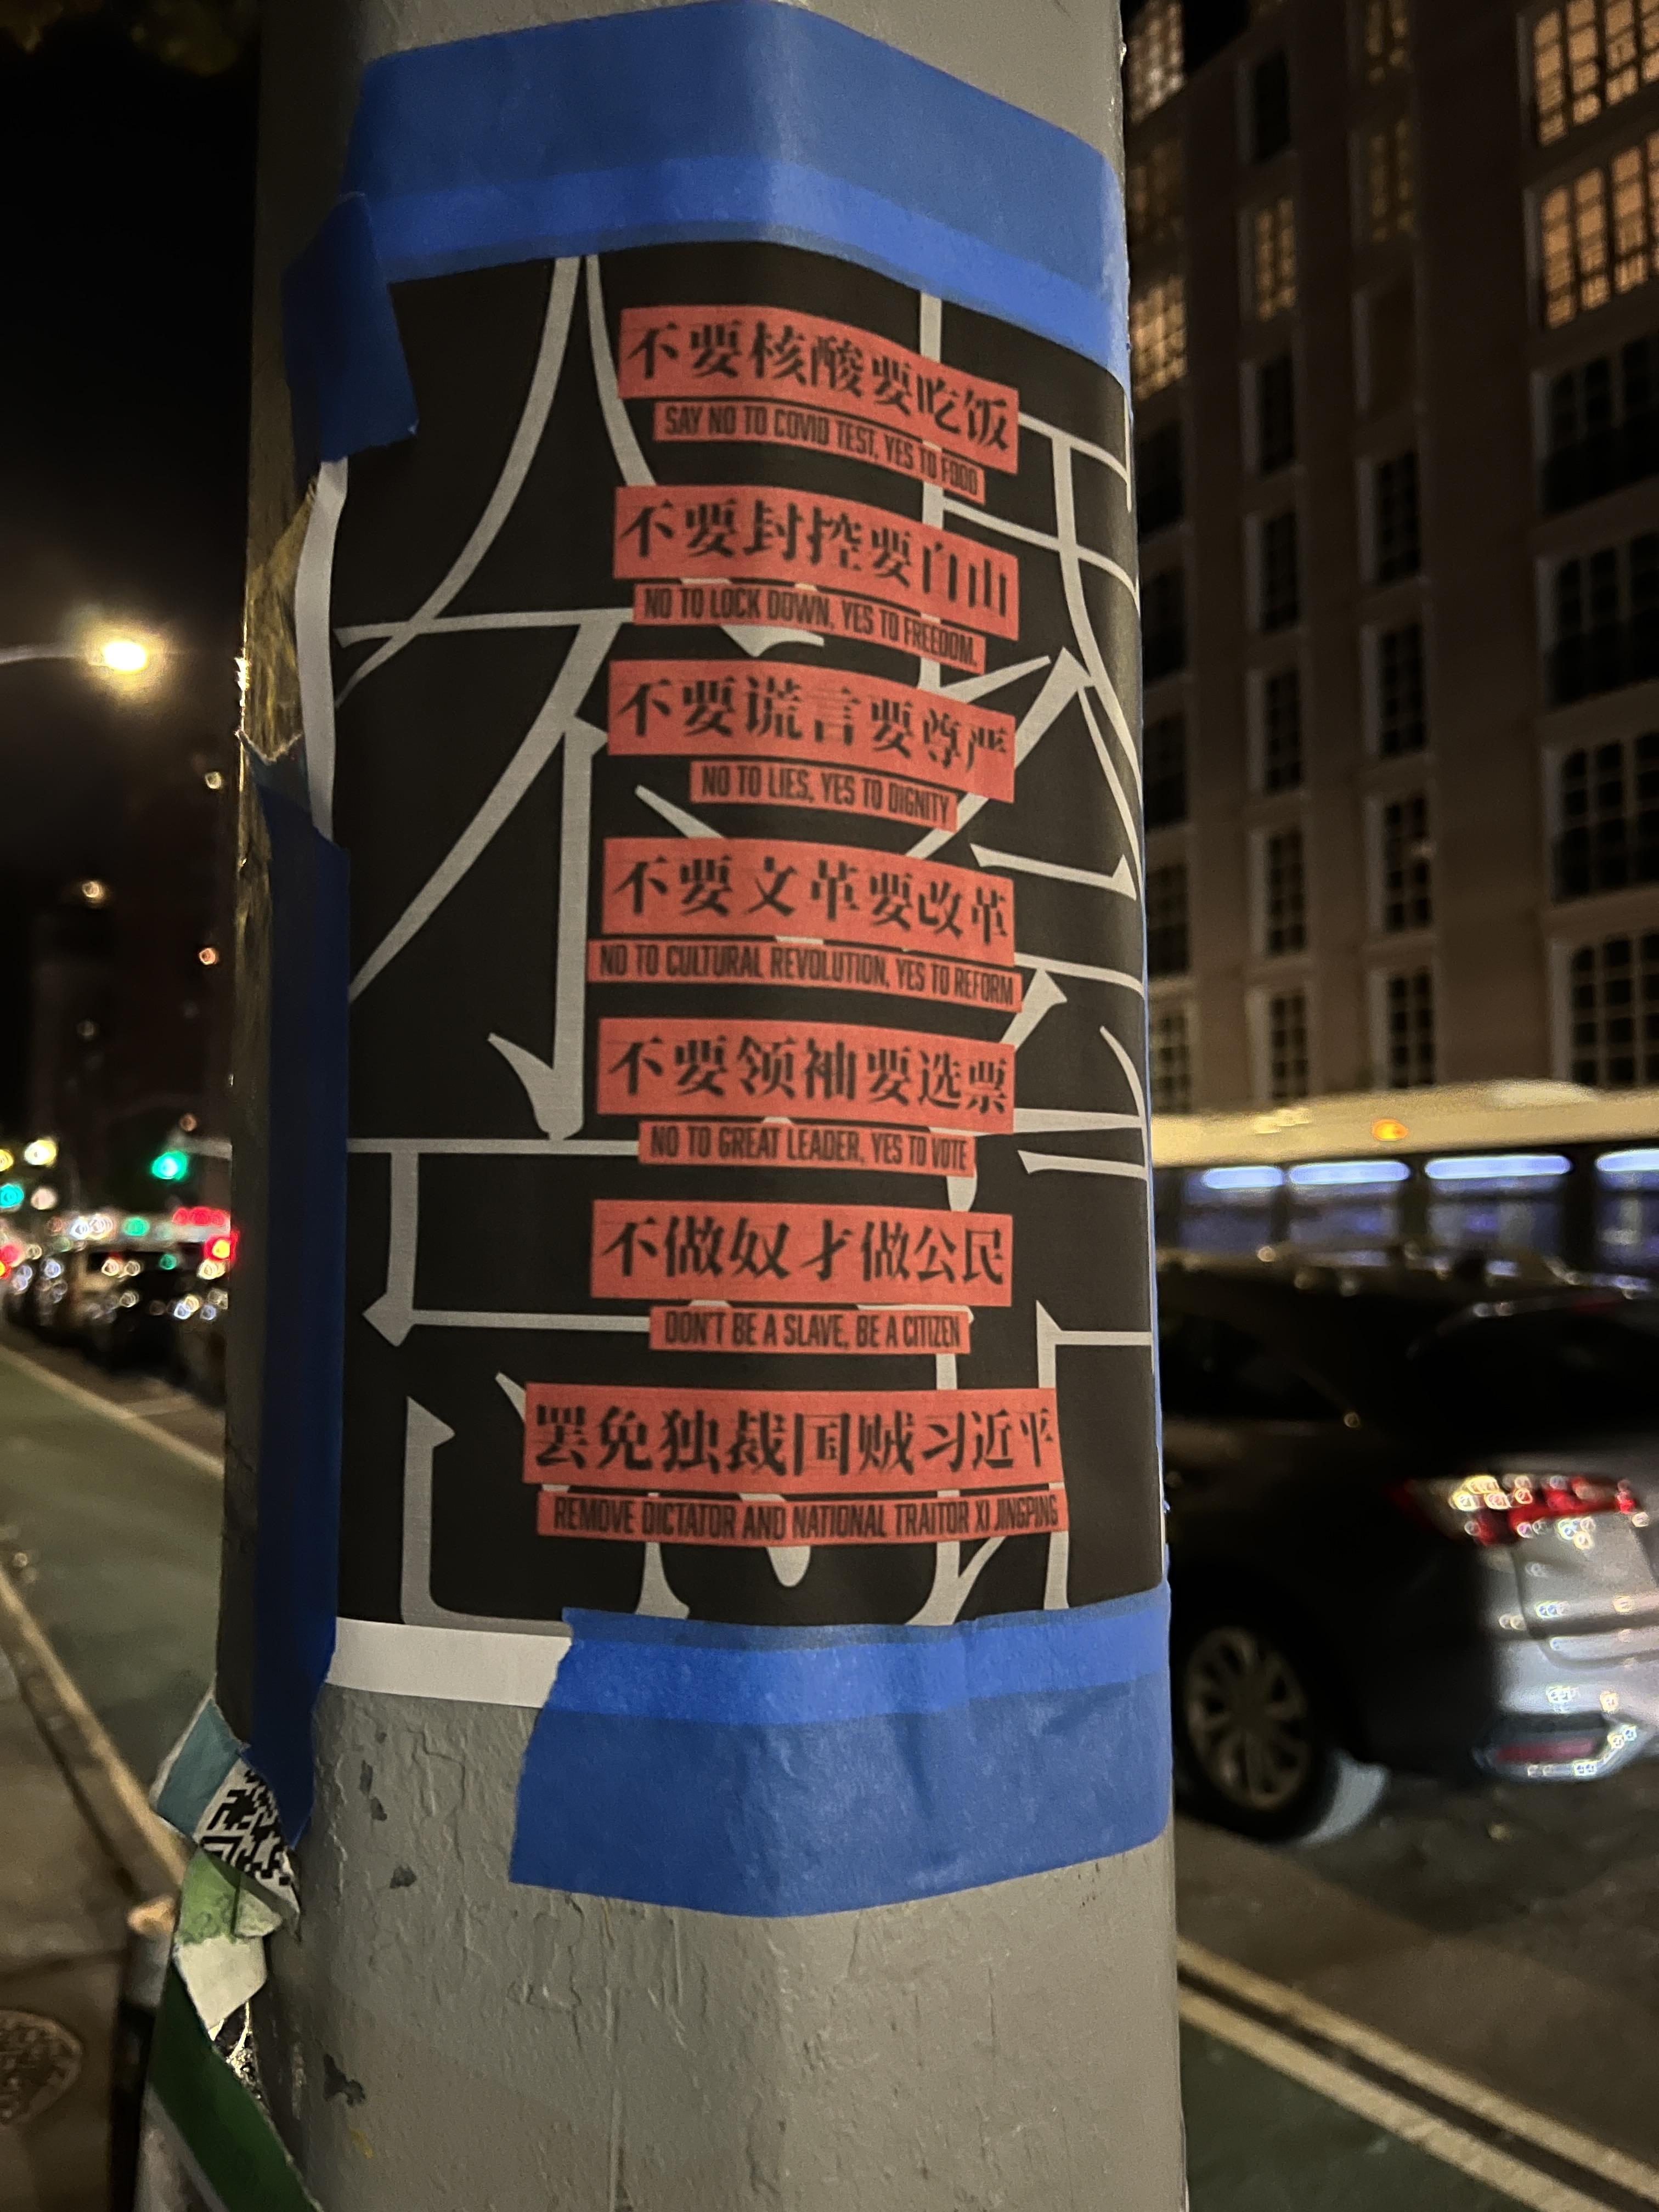 不要核酸要吃饭
SAY NO TO COVID TEST, YES TO FOOD
不要封控要自由
NO TO LOCK DOWN, YES TO FREEDOM.
不要谎言要尊严
NO TO LIES, YES TO DIGNITY
不要文革要改革
NO TO CULTURAL REVOLUTION, YES TO REFORM
不要领袖要选票
NO TO GREAT LEADER, YES TO VOTE
不做奴才做公民
DON'T BE A SLAVE, BE A CITIZEN
罢免独裁国贼习近平
REMOVE DICTATOR AND NATIONAL TRAITOR XI JINGPING